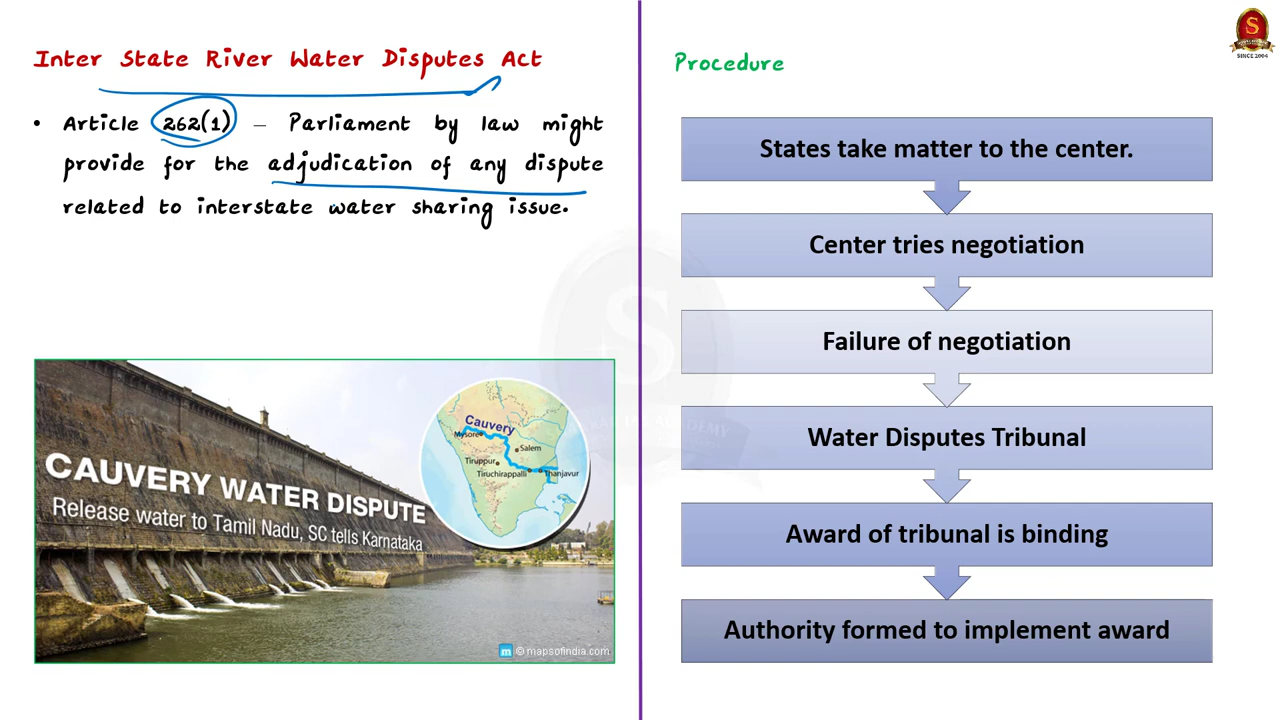 Inter State River Water Disputes Act
• Article 262(1) – Parliament by law might
provide for the adjudication of any dispute
related to interstate water sharing issue.
CAUVERY WATER DISPUTE
Release water to Tamil Nadu, SC tells Karnataka
Cauvery
Mysore
Salem
Tiruppur
Tiruchirappalli
Thanjavur
m © mapsofindia.com
Procedure
States take matter to the center.
Center tries negotiation
Failure of negotiation
Water Disputes Tribunal
Award of tribunal is binding
Authority formed to implement award
S
SINCE 2004